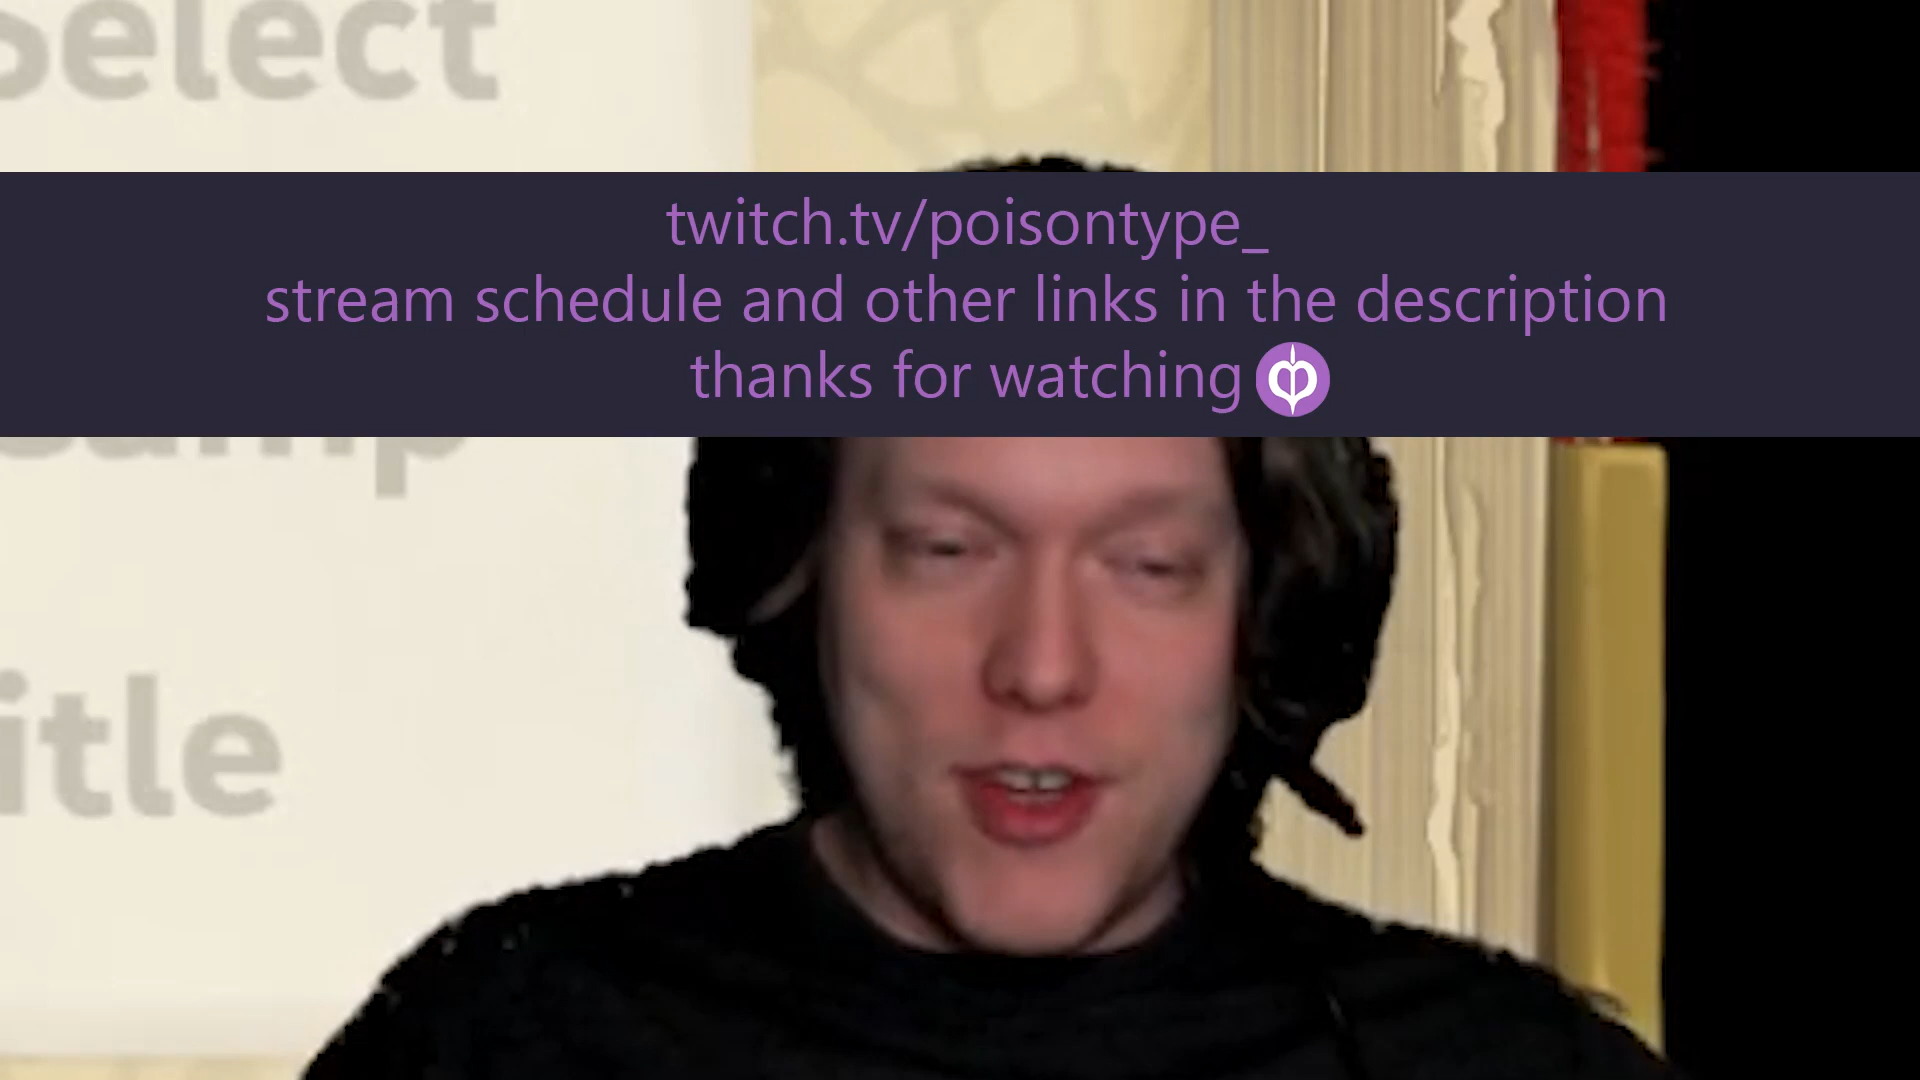 Select
twitch.tv/poisontype_
stream schedule and other links in the description
thanks for watching
itle